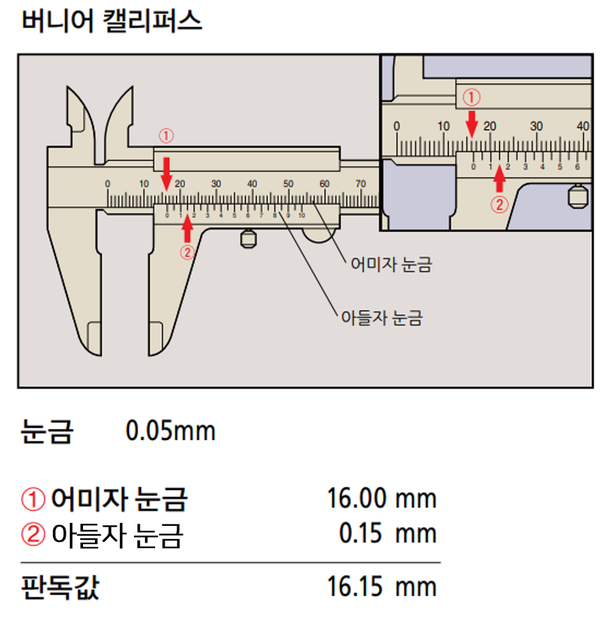 버니어 캘리퍼스
①
0 10 20 30 40 50 60 70
0 1 2 3 4 5 6 7 8 9 10
②
①
0 10 20 30 40
0 1 2 3 4 5 6
②
어미자 눈금
아들자 눈금
눈금 0.05mm
① 어미자 눈금 16.00 mm
② 아들자 눈금 0.15 mm
판독값 16.15 mm